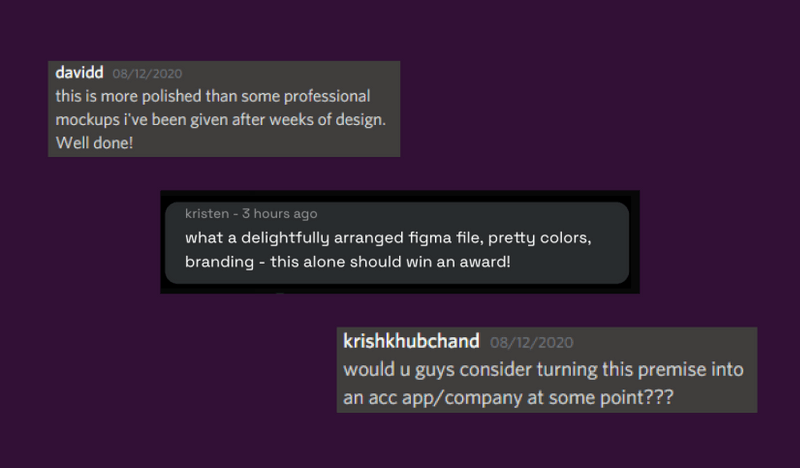 davidd 08/12/2020
this is more polished than some professional
mockups i've been given after weeks of design.
Well done!
kristen - 3 hours ago
what a delightfully arranged figma file, pretty colors,
branding - this alone should win an award!
krishkhubchand 08/12/2020
would u guys consider turning this premise into
an acc app/company at some point???